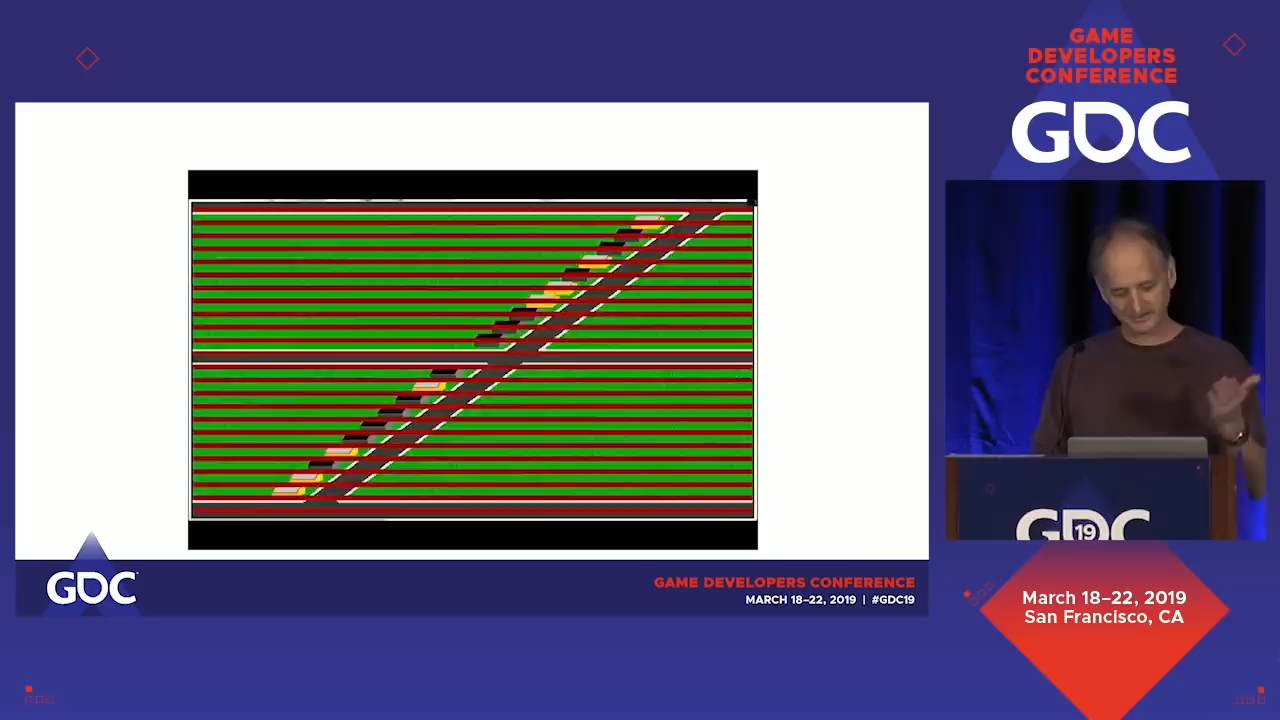 GAME
DEVELOPERS
CONFERENCE
GDC
GDC
GAME DEVELOPERS CONFERENCE
MARCH 18–22, 2019 | #GDC19
GDC
19
March 18–22, 2019
San Francisco, CA